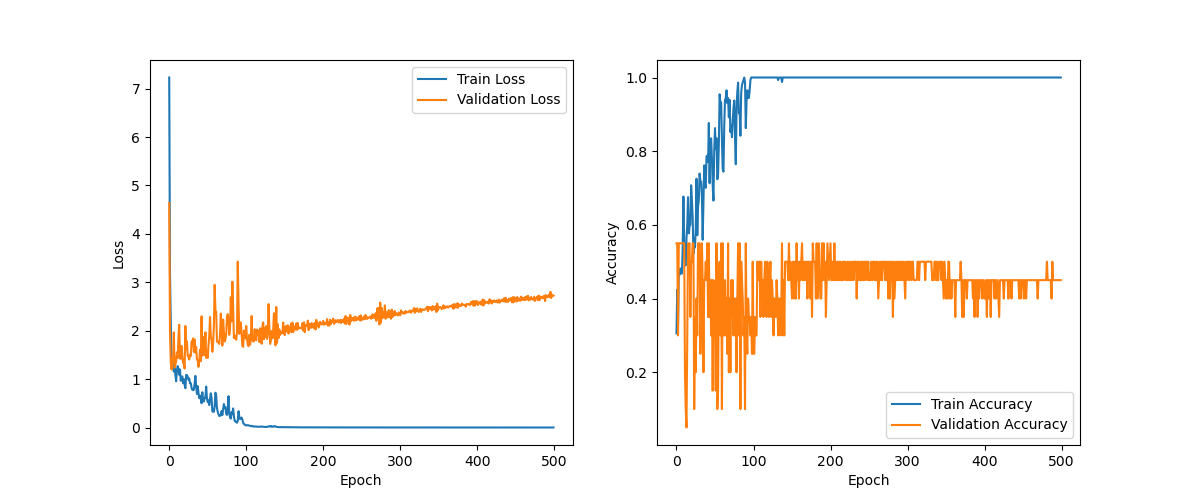 Train Loss
Validation Loss
7
6
5
4
3
2
1
0
Loss
0 100 200 300 400 500
Epoch
1.0
0.8
0.6
0.4
0.2
Accuracy
Train Accuracy
Validation Accuracy
0 100 200 300 400 500
Epoch